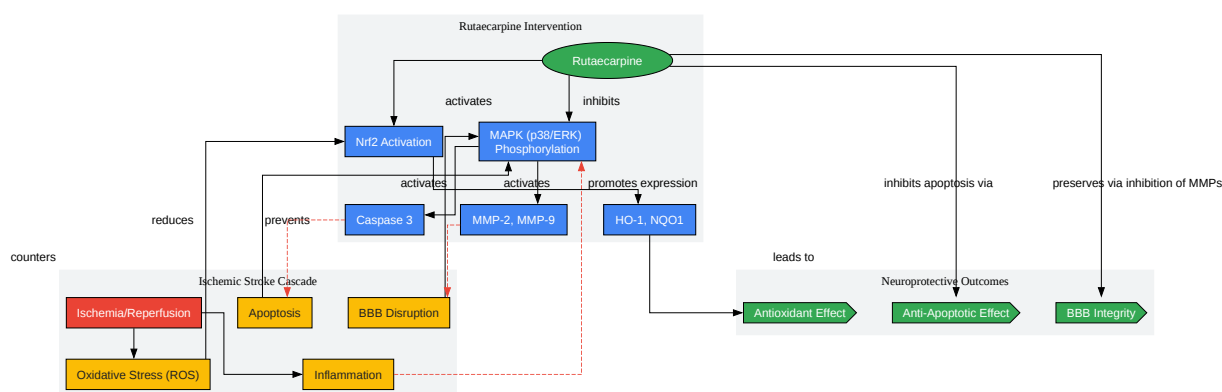 Rutaecarpine Intervention
Rutaecarpine
activates
inhibits
Nrf2 Activation
MAPK (p38/ERK)
Phosphorylation
activates
activates
promotes expression
inhibits apoptosis via
preserves via inhibition of MMPs
reduces
prevents
Caspase 3
MMP-2, MMP-9
HO-1, NQO1
counters
leads to
Ischemic Stroke Cascade
Neuroprotective Outcomes
Ischemia/Reperfusion
Apoptosis
BBB Disruption
Antioxidant Effect
Anti-Apoptotic Effect
BBB Integrity
Oxidative Stress (ROS)
Inflammation